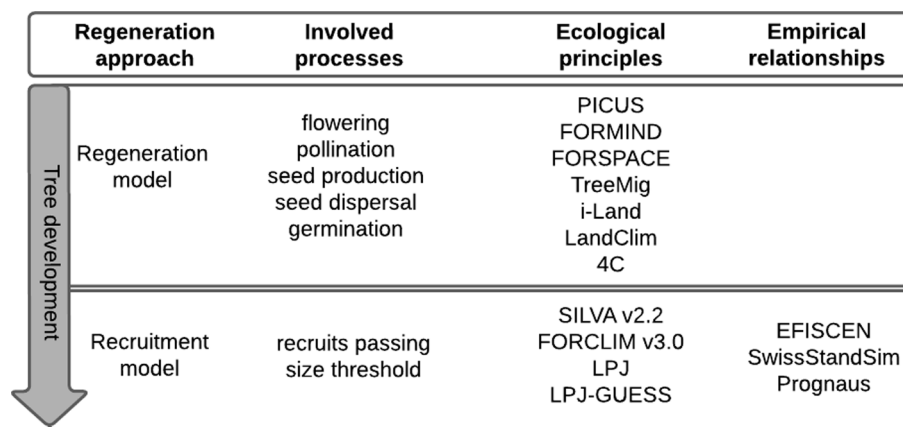 Regeneration approach
Involved processes
Ecological principles
Empirical relationships
Tree development
Regeneration
model
flowering
pollination
seed production
seed dispersal
germination
PICUS
FORMIND
FORSPACE
TreeMig
i-Land
LandClim
4C
Recruitment
model
recruits passing
size threshold
SILVA v2.2
FORCLIM v3.0
LPJ
LPJ-GUESS
EFISCEN
SwissStandSim
Prognaus